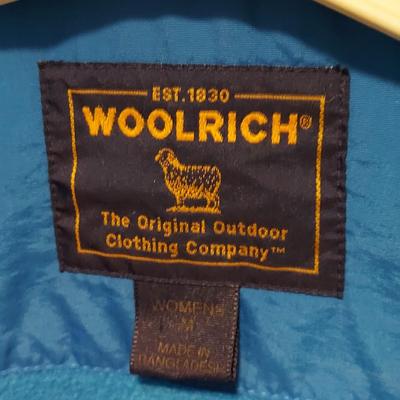 EST.1830
WOOLRICH®
The Original Outdoor
Clothing Company™
WOMENS
M
MADE IN
BANGLADESH